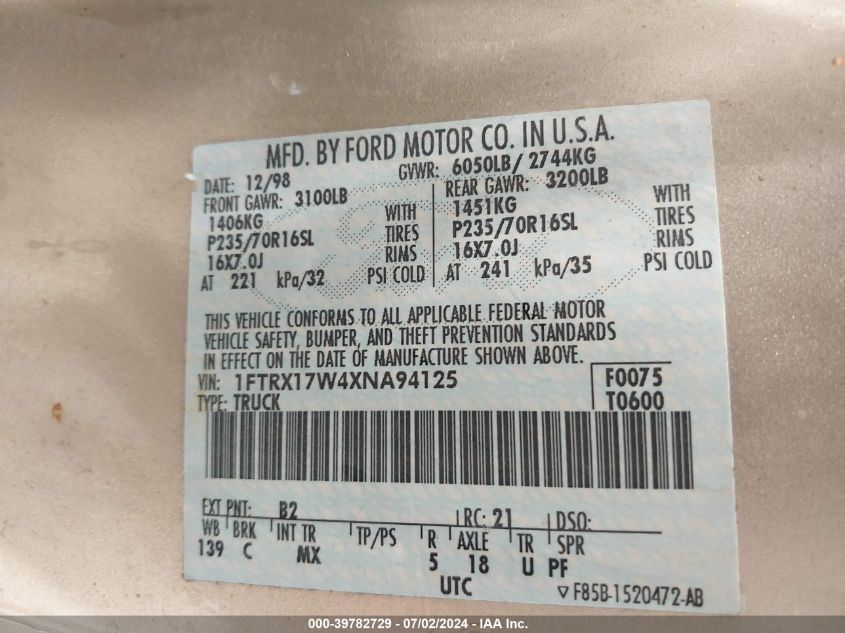 MFD. BY FORD MOTOR CO. IN U.S.A.
DATE: 12/98 GVWR: 6050LB/ 2744KG
FRONT GAWR: 3100LB REAR GAWR: 3200LB
1406KG WITH 1451KG WITH
P235/70R16SL TIRES P235/70R16SL TIRES
16X7.0J RIMS 16X7.0J RIMS
AT 221 kPa/32 PSI COLD AT 241 kPa/35 PSI COLD
THIS VEHICLE CONFORMS TO ALL APPLICABLE FEDERAL MOTOR
VEHICLE SAFETY, BUMPER, AND THEFT PREVENTION STANDARDS
IN EFFECT ON THE DATE OF MANUFACTURE SHOWN ABOVE.
VIN: 1FTRX17W4XNA94125 F0075
TYPE: TRUCK T0600
EXT PNT: B2 RC: 21 DSO:
WB BRK INT TR TP/PS R AXLE TR SPR
139 C MX 5 18 U PF
UTC
▽ F85B-1520472-AB
000-39782729 - 07/02/2024 - IAA Inc.